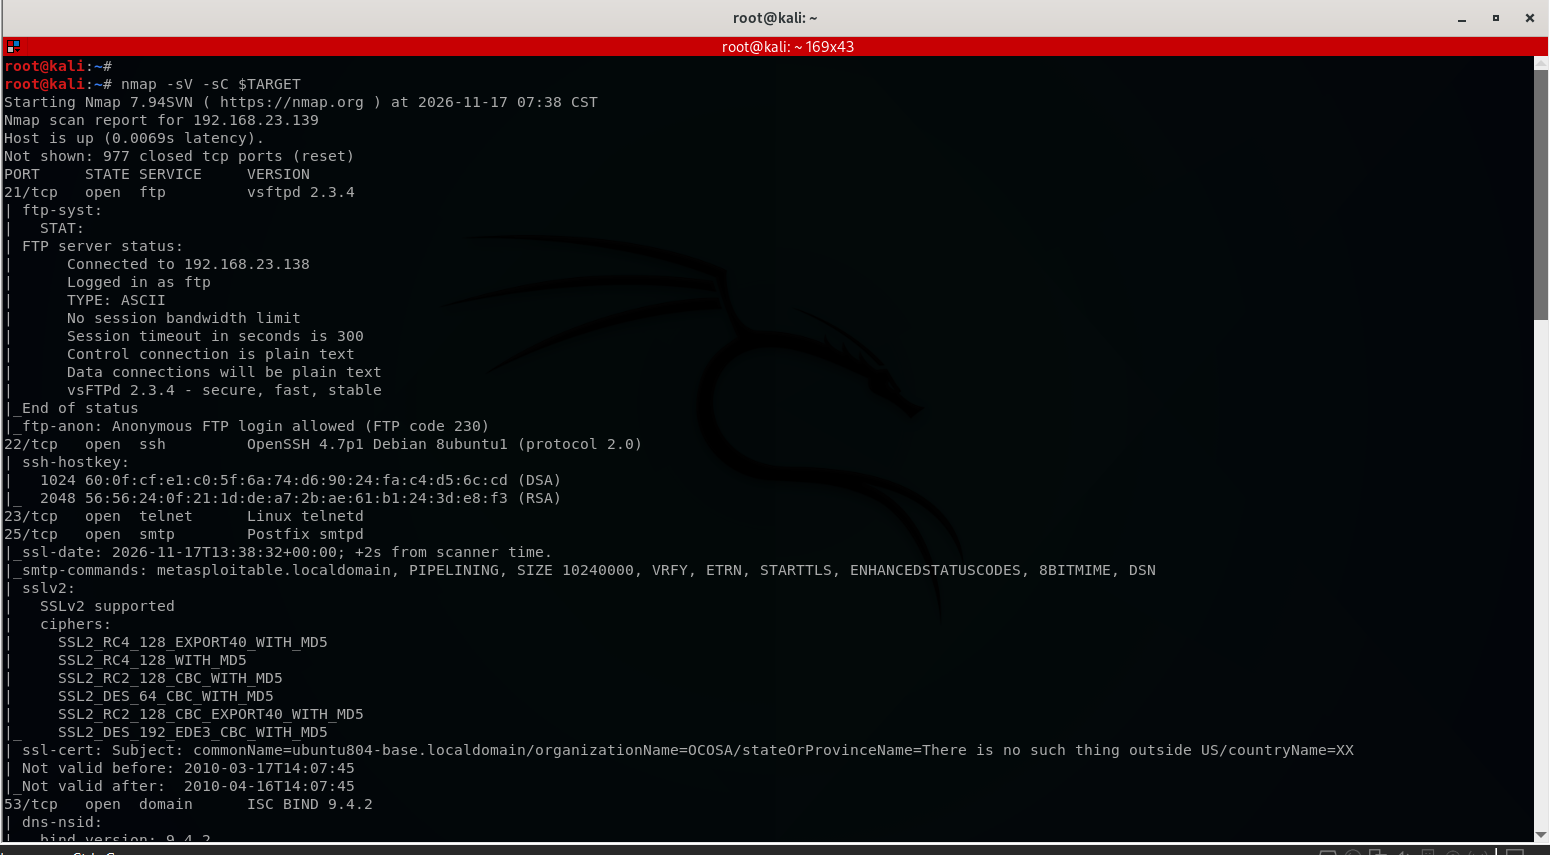 root@kali: ~
root@kali: ~ 169x43
root@kali:~#
root@kali:~# nmap -sV -sC $TARGET
Starting Nmap 7.94SVN ( https://nmap.org ) at 2026-11-17 07:38 CST
Nmap scan report for 192.168.23.139
Host is up (0.0069s latency).
Not shown: 977 closed tcp ports (reset)
PORT     STATE SERVICE     VERSION
21/tcp   open  ftp         vsftpd 2.3.4
| ftp-syst:
|   STAT:
| FTP server status:
|      Connected to 192.168.23.138
|      Logged in as ftp
|      TYPE: ASCII
|      No session bandwidth limit
|      Session timeout in seconds is 300
|      Control connection is plain text
|      Data connections will be plain text
|      vsFTPd 2.3.4 - secure, fast, stable
|_End of status
|_ftp-anon: Anonymous FTP login allowed (FTP code 230)
22/tcp   open  ssh         OpenSSH 4.7p1 Debian 8ubuntu1 (protocol 2.0)
| ssh-hostkey:
|   1024 60:0f:cf:e1:c0:5f:6a:74:d6:90:24:fa:c4:d5:6c:cd (DSA)
|_  2048 56:56:24:0f:21:1d:de:a7:2b:ae:61:b1:24:3d:e8:f3 (RSA)
23/tcp   open  telnet      Linux telnetd
25/tcp   open  smtp        Postfix smtpd
|_ssl-date: 2026-11-17T13:38:32+00:00; +2s from scanner time.
|_smtp-commands: metasploitable.localdomain, PIPELINING, SIZE 10240000, VRFY, ETRN, STARTTLS, ENHANCEDSTATUSCODES, 8BITMIME, DSN
| sslv2:
|   SSLv2 supported
|   ciphers:
|     SSL2_RC4_128_EXPORT40_WITH_MD5
|     SSL2_RC4_128_WITH_MD5
|     SSL2_RC2_128_CBC_WITH_MD5
|     SSL2_DES_64_CBC_WITH_MD5
|     SSL2_RC2_128_CBC_EXPORT40_WITH_MD5
|_    SSL2_DES_192_EDE3_CBC_WITH_MD5
| ssl-cert: Subject: commonName=ubuntu804-base.localdomain/organizationName=OCOSA/stateOrProvinceName=There is no such thing outside US/countryName=XX
| Not valid before: 2010-03-17T14:07:45
|_Not valid after:  2010-04-16T14:07:45
53/tcp   open  domain      ISC BIND 9.4.2
| dns-nsid:
|   bind.version: 9.4.2